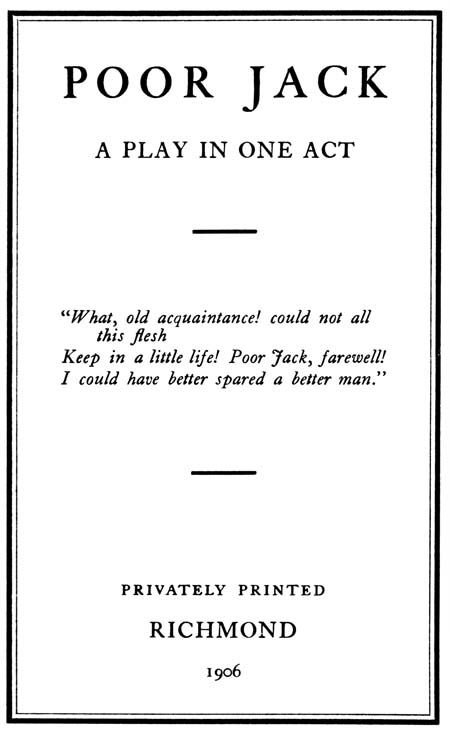 POOR JACK
A PLAY IN ONE ACT
“What, old acquaintance! could not all
this flesh
Keep in a little life! Poor Jack, farewell!
I could have better spared a better man.”
PRIVATELY PRINTED
RICHMOND
1906